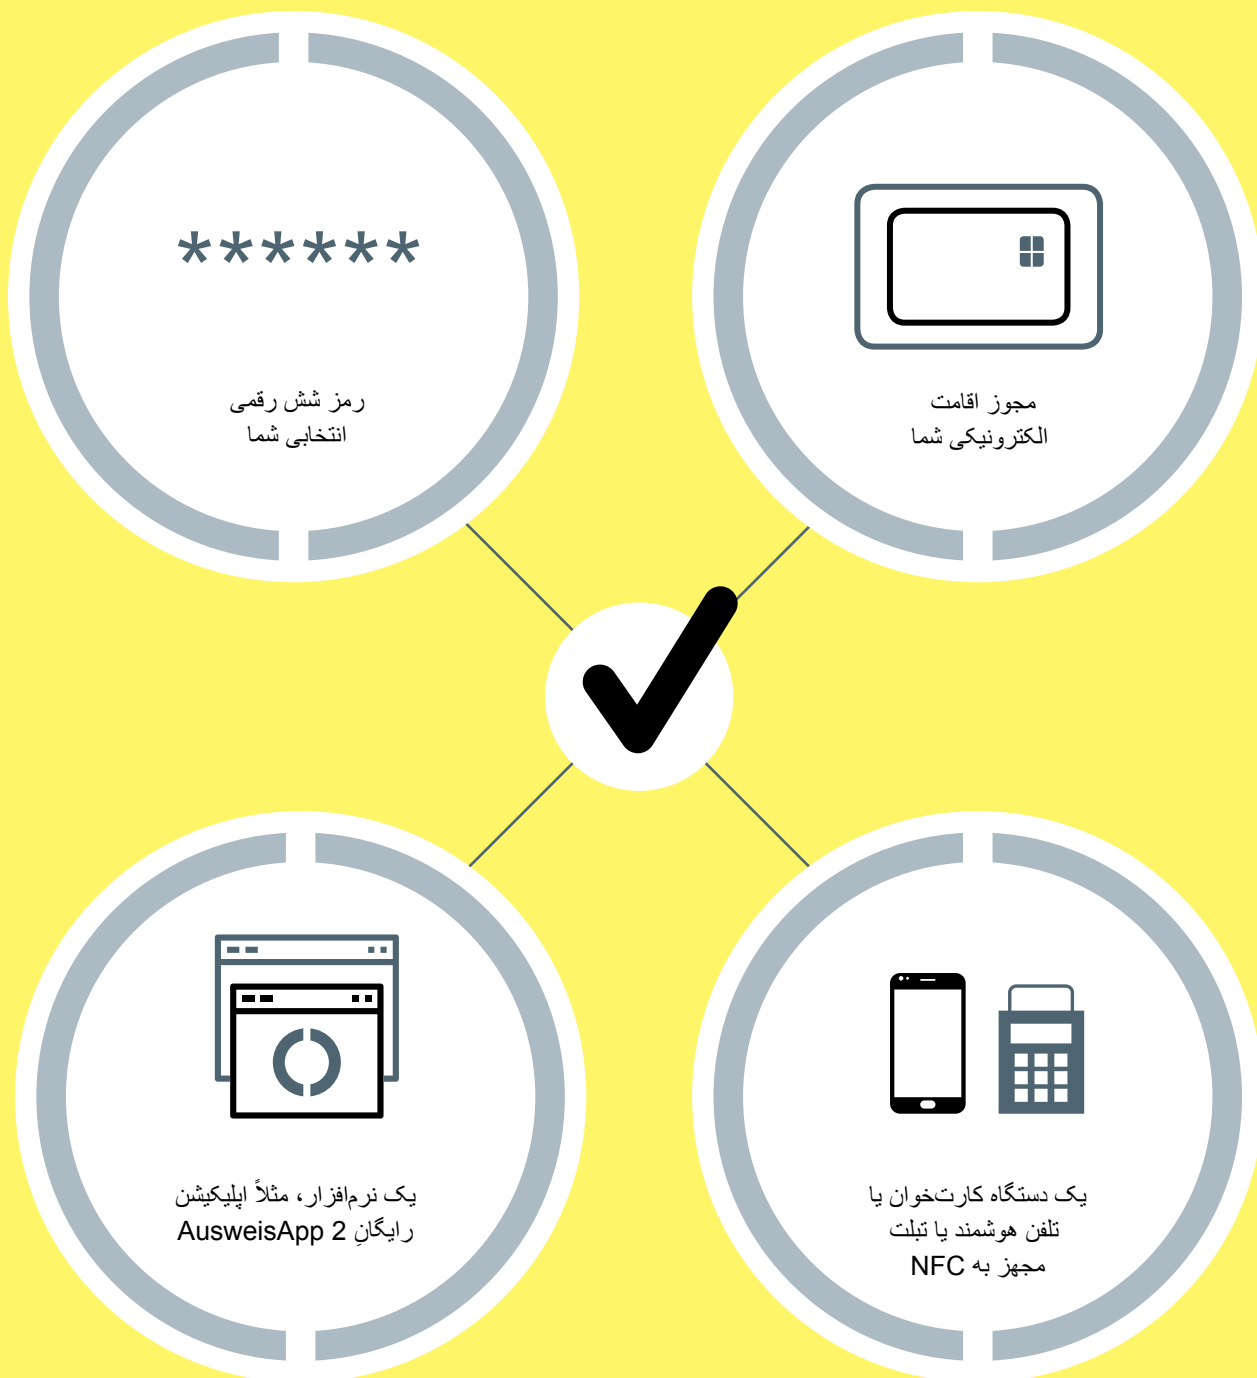 مجوز اقامت
الکترونیکی شما
******
رمز شش رقمی
انتخابی شما
یک دستگاه کارت‌خوان یا
تلفن هوشمند یا تبلت
مجهز به NFC
یک نرم‌افزار، مثلاً اپلیکیشن
رایگانِ AusweisApp 2